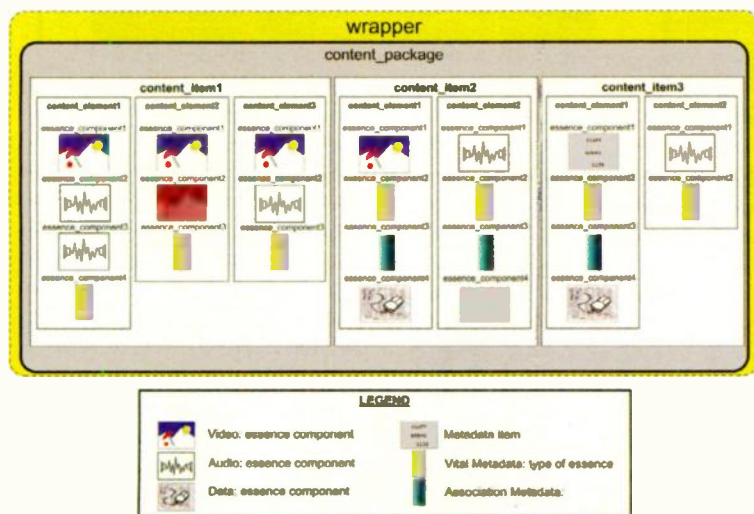 wrapper
content_package
content_item1
content_item2
content_item3
content_element1
content_element2
content_element3
content_element1
content_element2
content_element1
content_element2
essence_component1
essence_component1
essence_component1
essence_component1
essence_component1
essence_component1
essence_component1
essence_component2
essence_component2
essence_component2
essence_component2
essence_component2
essence_component2
essence_component2
essence_component3
essence_component3
essence_component3
essence_component3
essence_component3
essence_component3
essence_component4
essence_component4
essence_component4
essence_component4
LEGEND
Video: essence component
Metadata item
Audio: essence component
Vital Metadata: type of essence
Data: essence component
Association Metadata.